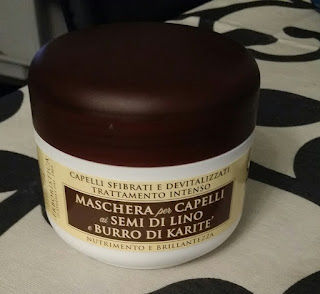 CAPELLI SFIBRATI E DEVITALIZZATI
TRATTAMENTO INTENSO
MASCHERA per CAPELLI
ai SEMI DI LINO
e BURRO DI KARITE'
NUTRIMENTO E BRILLANTEZZA